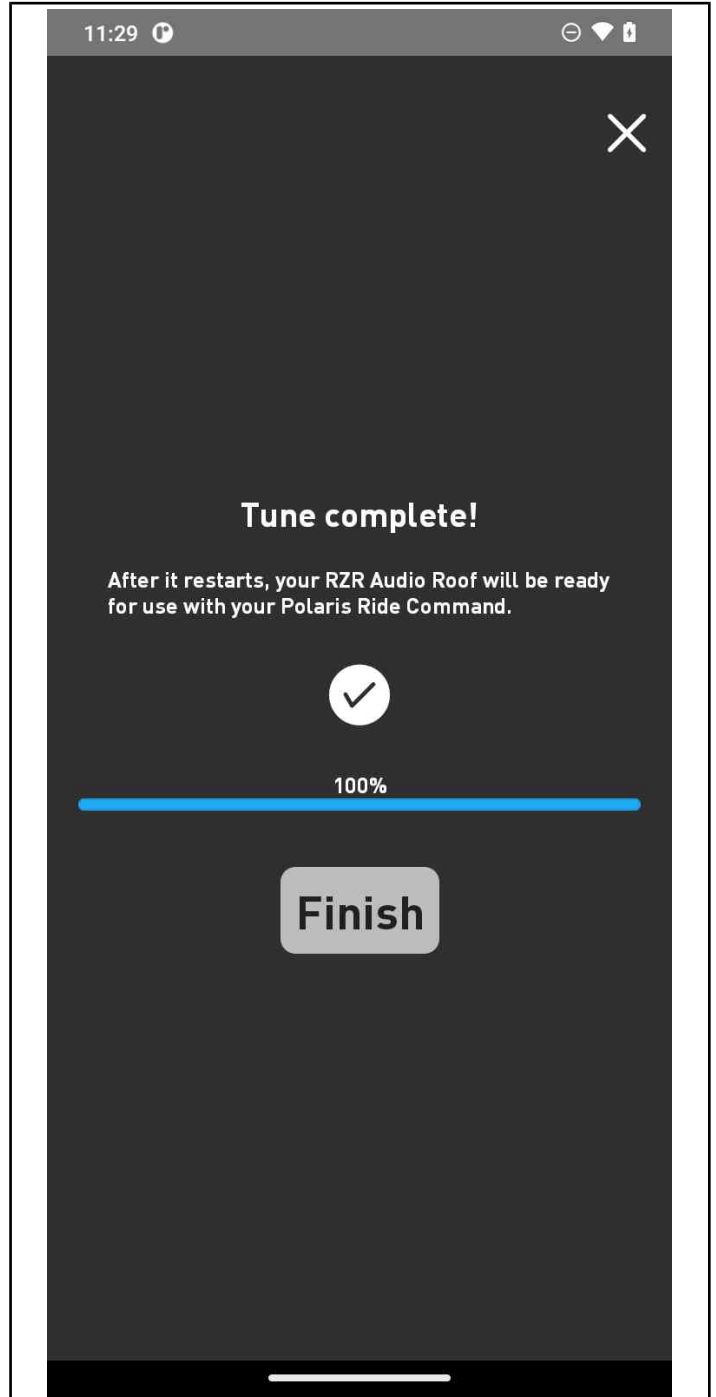 11:29
Tune complete!
After it restarts, your RZR Audio Roof will be ready
for use with your Polaris Ride Command.
100%
Finish